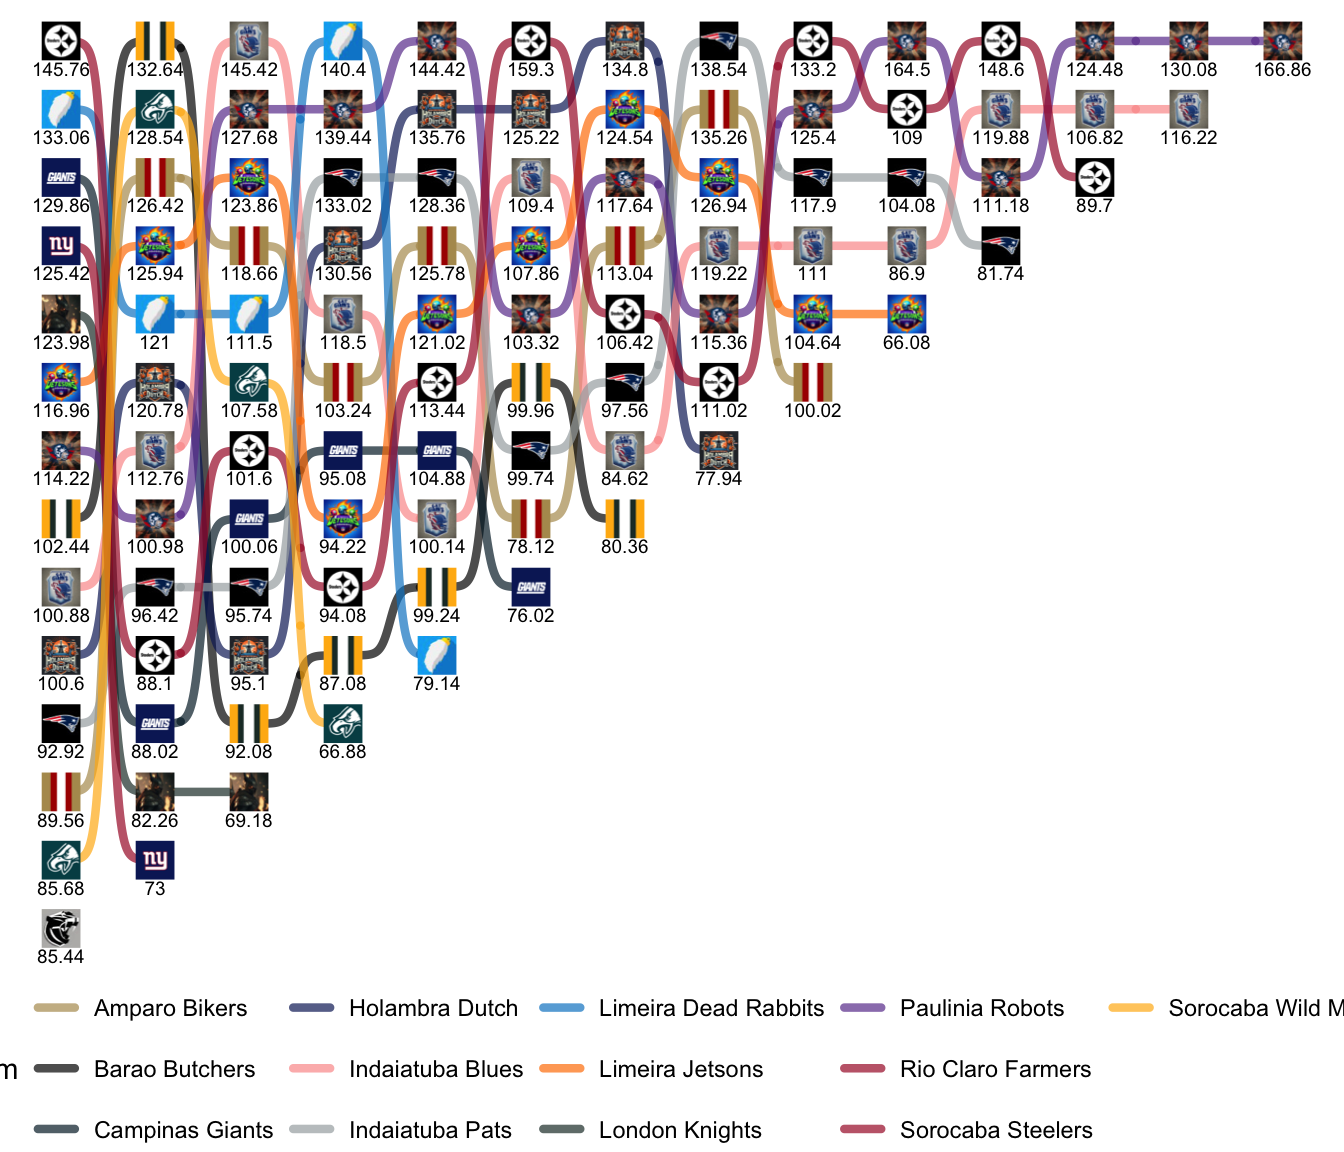 145.76 132.64 145.42 140.4 144.42 159.3 134.8 138.54 133.2 164.5 148.6 124.48 130.08 166.86
133.06 128.54 127.68 139.44 135.76 125.22 124.54 135.26 125.4 109 119.88 106.82 116.22
GIANTS
129.86 126.42 123.86 133.02 128.36 109.4 117.64 126.94 117.9 104.08 111.18 89.7
ny
125.42 125.94 118.66 130.56 125.78 107.86 113.04 119.22 111 86.9 81.74
123.98 121 111.5 118.5 121.02 103.32 106.42 115.36 104.64 66.08
116.96 120.78 107.58 103.24 113.44 99.96 97.56 111.02 100.02
GIANTS GIANTS
114.22 112.76 101.6 95.08 104.88 99.74 84.62 77.94
GIANTS
102.44 100.98 100.06 94.22 100.14 78.12 80.36
GIANTS
100.88 96.42 95.74 94.08 99.24 76.02
100.6 88.1 95.1 87.08 79.14
GIANTS
92.92 88.02 92.08 66.88
89.56 82.26 69.18
ny
85.68 73
85.44
Amparo Bikers Holambra Dutch Limeira Dead Rabbits Paulinia Robots Sorocaba Wild M
m Barao Butchers Indaiatuba Blues Limeira Jetsons Rio Claro Farmers
Campinas Giants Indaiatuba Pats London Knights Sorocaba Steelers